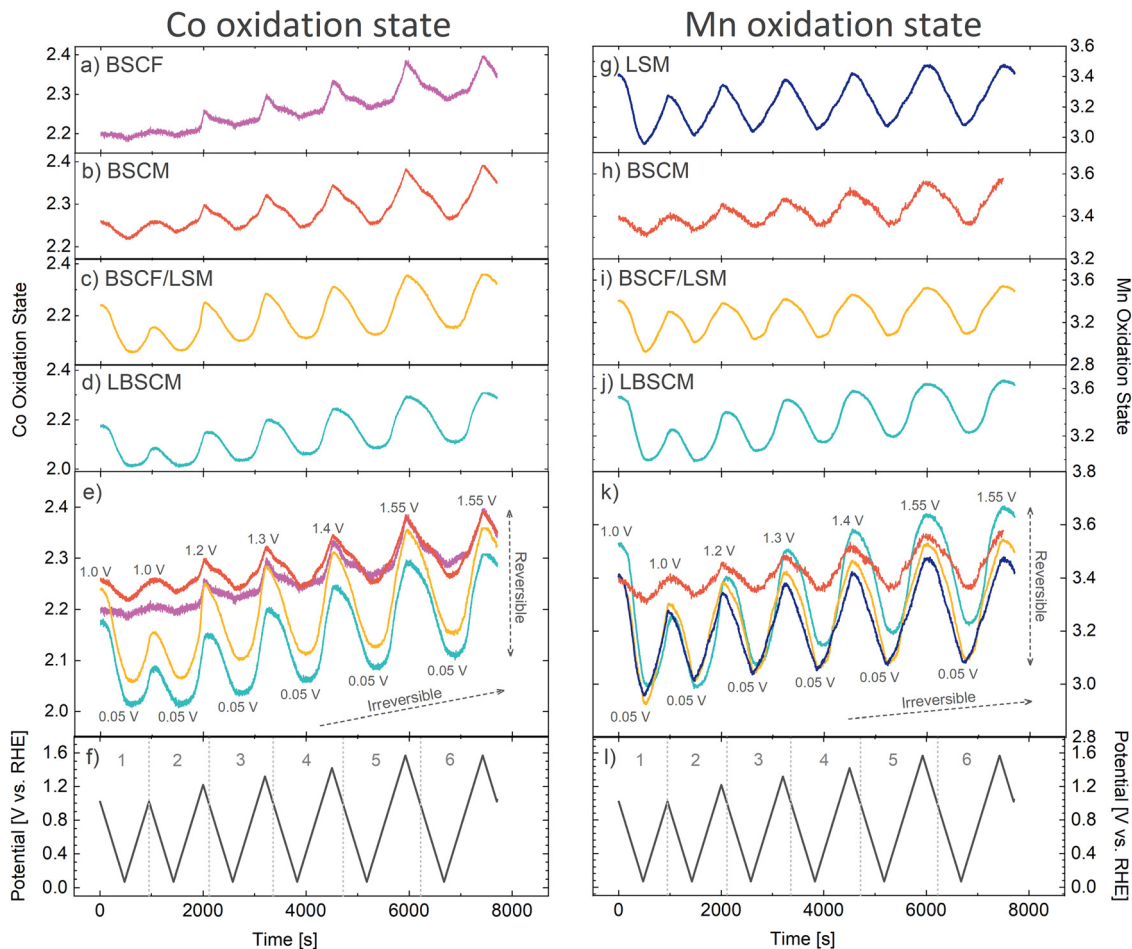 Co oxidation state
Mn oxidation state
a) BSCF
2.4
2.3
2.2
b) BSCM
2.4
2.3
2.2
c) BSCF/LSM
2.4
2.2
d) LBSCM
2.4
2.2
2.0
e)
2.4
2.3
2.2
2.1
2.0
1.0 V
1.0 V
1.2 V
1.3 V
1.4 V
1.55 V
1.55 V
0.05 V
0.05 V
0.05 V
0.05 V
0.05 V
0.05 V
Reversible
Irreversible
Co Oxidation State
f)
1 2 3 4 5 6
1.6
1.2
0.8
0.4
0.0
Potential [V vs. RHE]
0 2000 4000 6000 8000
Time [s]
g) LSM
3.6
3.4
3.2
3.0
h) BSCM
3.6
3.4
3.2
i) BSCF/LSM
3.6
3.2
2.8
j) LBSCM
3.6
3.2
3.8
k)
3.6
3.4
3.2
3.0
2.8
1.0 V
1.0 V
1.2 V
1.3 V
1.4 V
1.55 V
1.55 V
0.05 V
0.05 V
0.05 V
0.05 V
0.05 V
0.05 V
Reversible
Irreversible
Mn Oxidation State
l)
1 2 3 4 5 6
1.6
1.2
0.8
0.4
0.0
Potential [V vs. RHE]
0 2000 4000 6000 8000
Time [s]